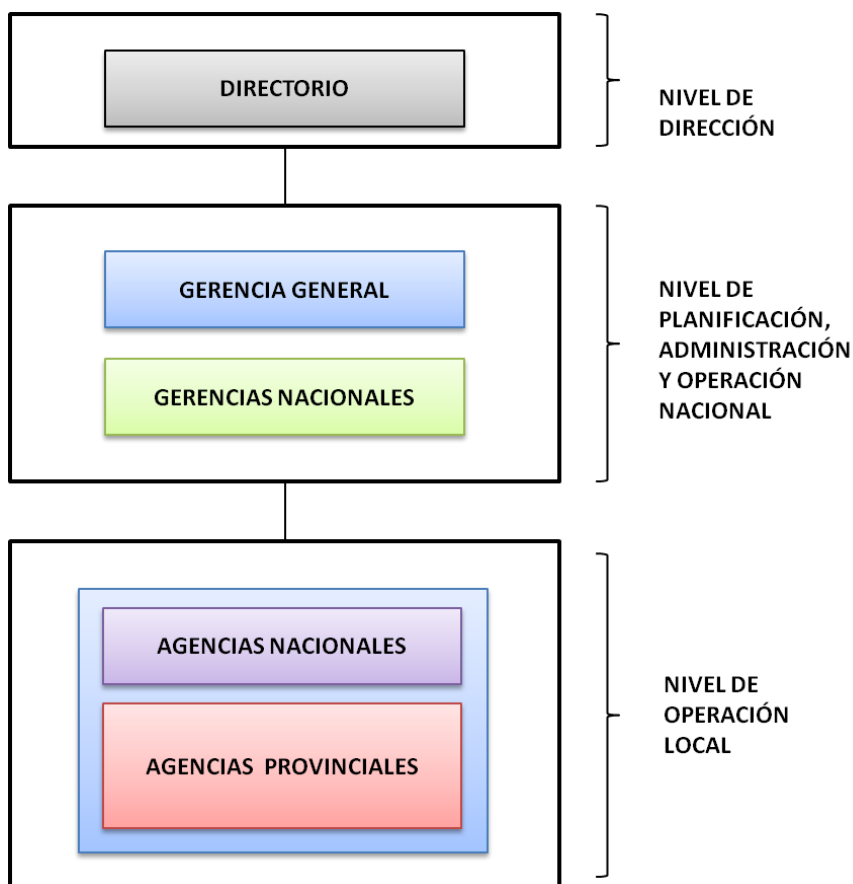 DIRECTORIO
NIVEL DE
DIRECCIÓN
GERENCIA GENERAL
GERENCIAS NACIONALES
NIVEL DE
PLANIFICACIÓN,
ADMINISTRACIÓN
Y OPERACIÓN
NACIONAL
AGENCIAS NACIONALES
AGENCIAS PROVINCIALES
NIVEL DE
OPERACIÓN
LOCAL